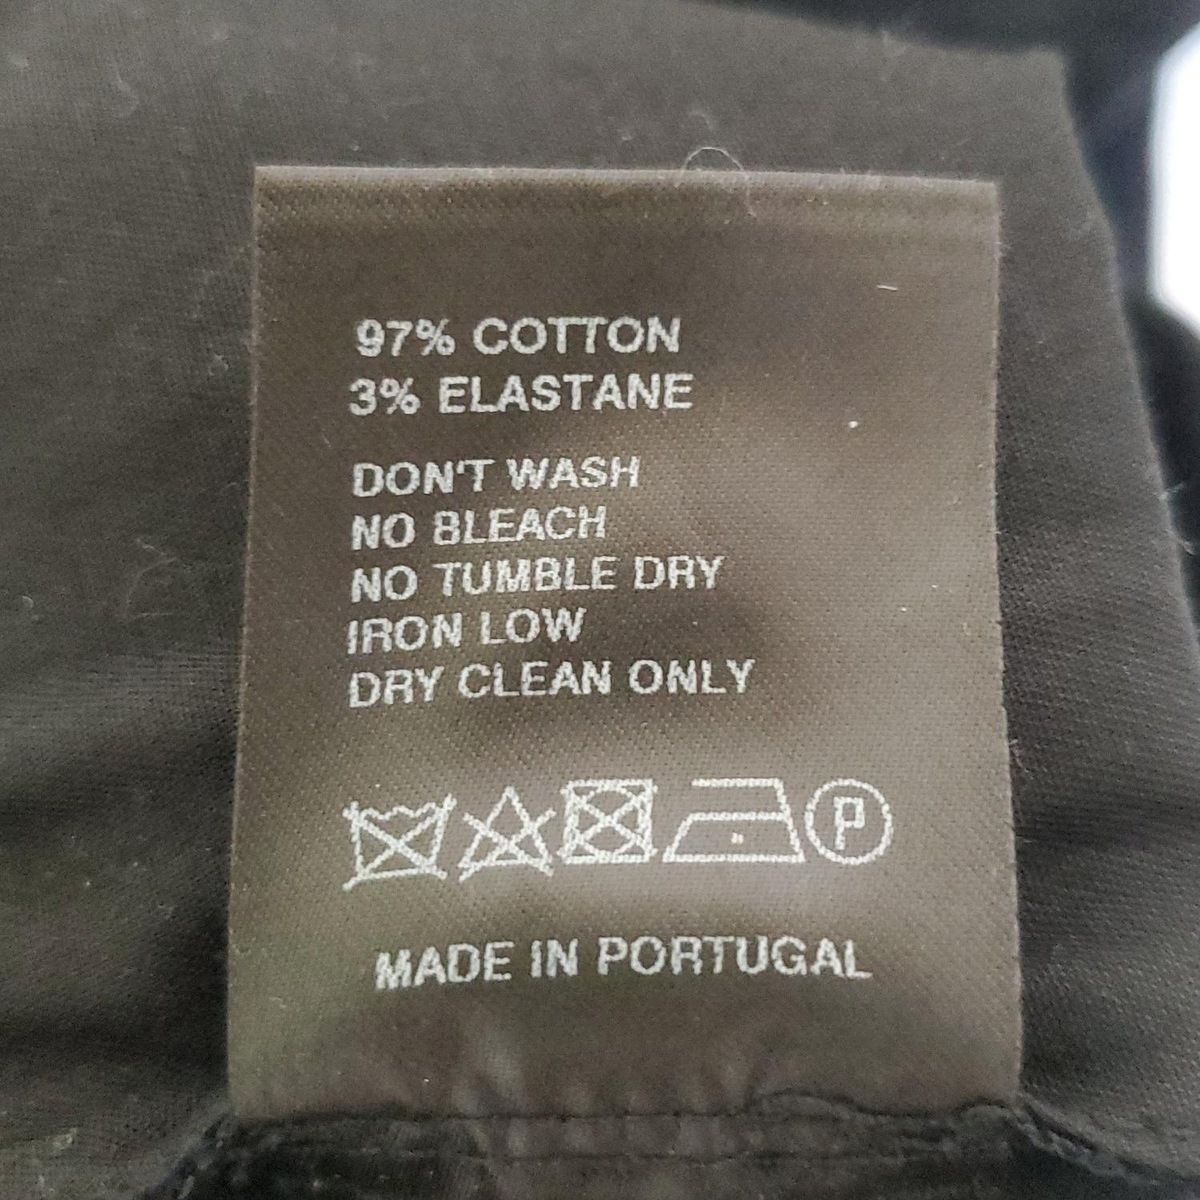 97% COTTON
3% ELASTANE
DON'T WASH
NO BLEACH
NO TUMBLE DRY
IRON LOW
DRY CLEAN ONLY
P
MADE IN PORTUGAL